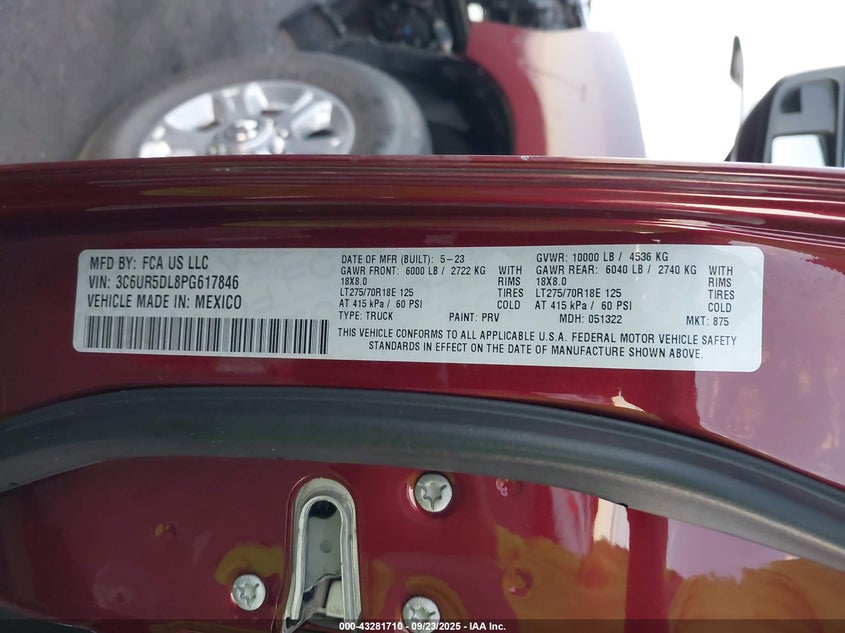 MFD BY: FCA US LLC
VIN: 3C6UR5DL8PG617846
VEHICLE MADE IN: MEXICO
DATE OF MFR (BUILT): 5-23
GAWR FRONT: 6000 LB / 2722 KG WITH
18X8.0 RIMS
LT275/70R18E 125 TIRES
AT 415 kPa / 60 PSI COLD
TYPE: TRUCK PAINT: PRV
GVWR: 10000 LB / 4536 KG
GAWR REAR: 6040 LB / 2740 KG WITH
18X8.0 RIMS
LT275/70R18E 125 TIRES
AT 415 kPa / 60 PSI COLD
MDH: 051322 MKT: 875
THIS VEHICLE CONFORMS TO ALL APPLICABLE U.S.A. FEDERAL MOTOR VEHICLE SAFETY
STANDARDS IN EFFECT ON THE DATE OF MANUFACTURE SHOWN ABOVE.
000-43281710 - 09/23/2025 - IAA Inc.